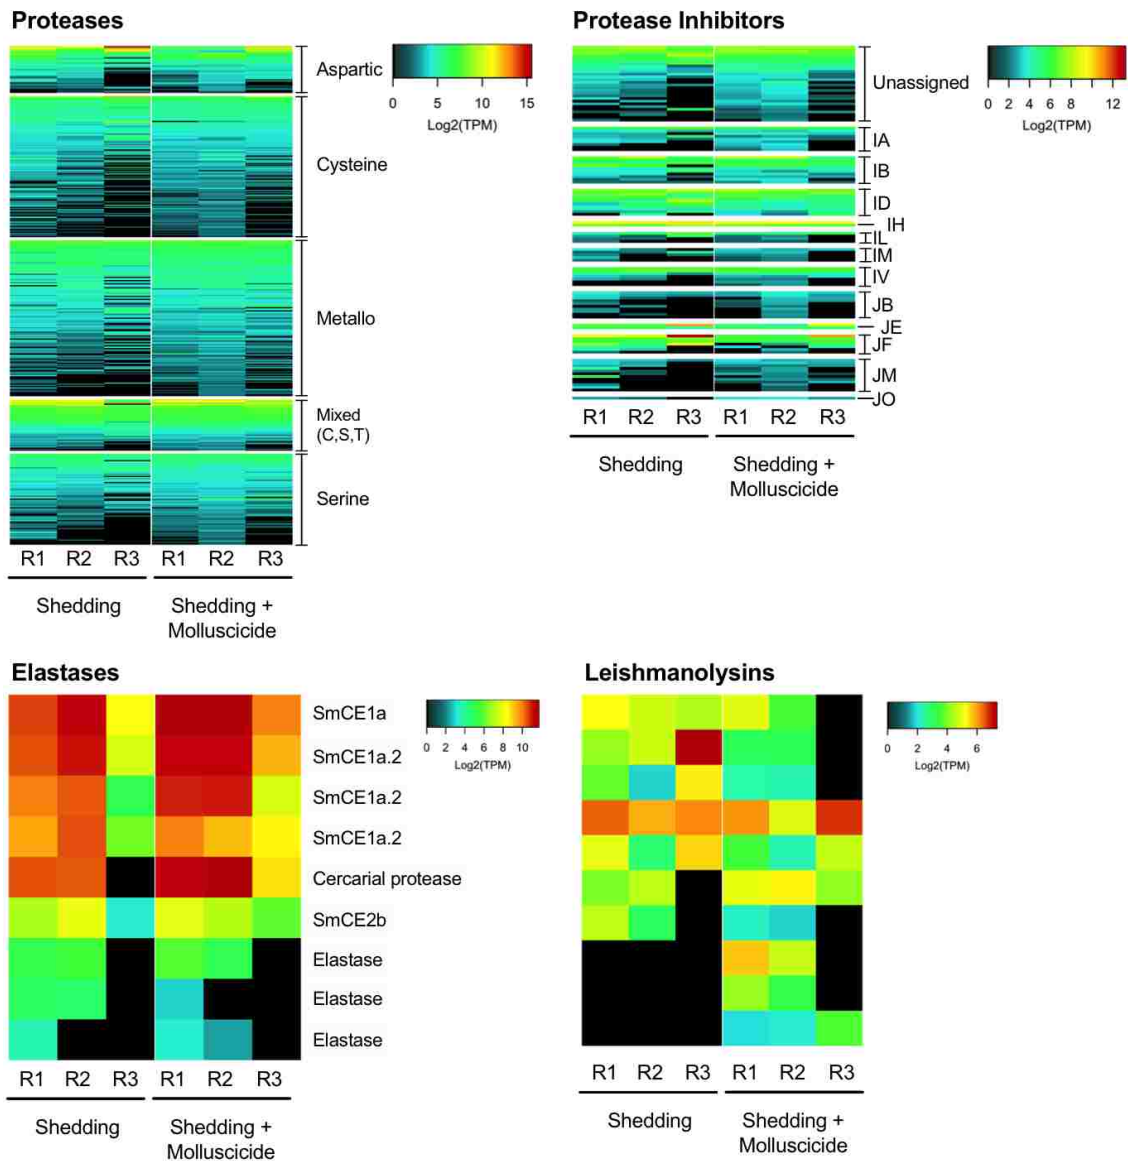 Proteases
Aspartic
Cysteine
Metallo
Mixed
(C,S,T)
Serine
0 5 10 15
Log2(TPM)
R1 R2 R3 R1 R2 R3
Shedding
Shedding +
Molluscicide
Protease Inhibitors
Unassigned
IA
IB
ID
IH
IL
IM
IV
JB
JE
JF
JM
JO
0 2 4 6 8 12
Log2(TPM)
R1 R2 R3 R1 R2 R3
Shedding
Shedding +
Molluscicide
Elastases
SmCE1a
SmCE1a.2
SmCE1a.2
SmCE1a.2
Cercarial protease
SmCE2b
Elastase
Elastase
Elastase
0 2 4 6 8 10
Log2(TPM)
R1 R2 R3 R1 R2 R3
Shedding
Shedding +
Molluscicide
Leishmanolysins
0 2 4 6
Log2(TPM)
R1 R2 R3 R1 R2 R3
Shedding
Shedding +
Molluscicide